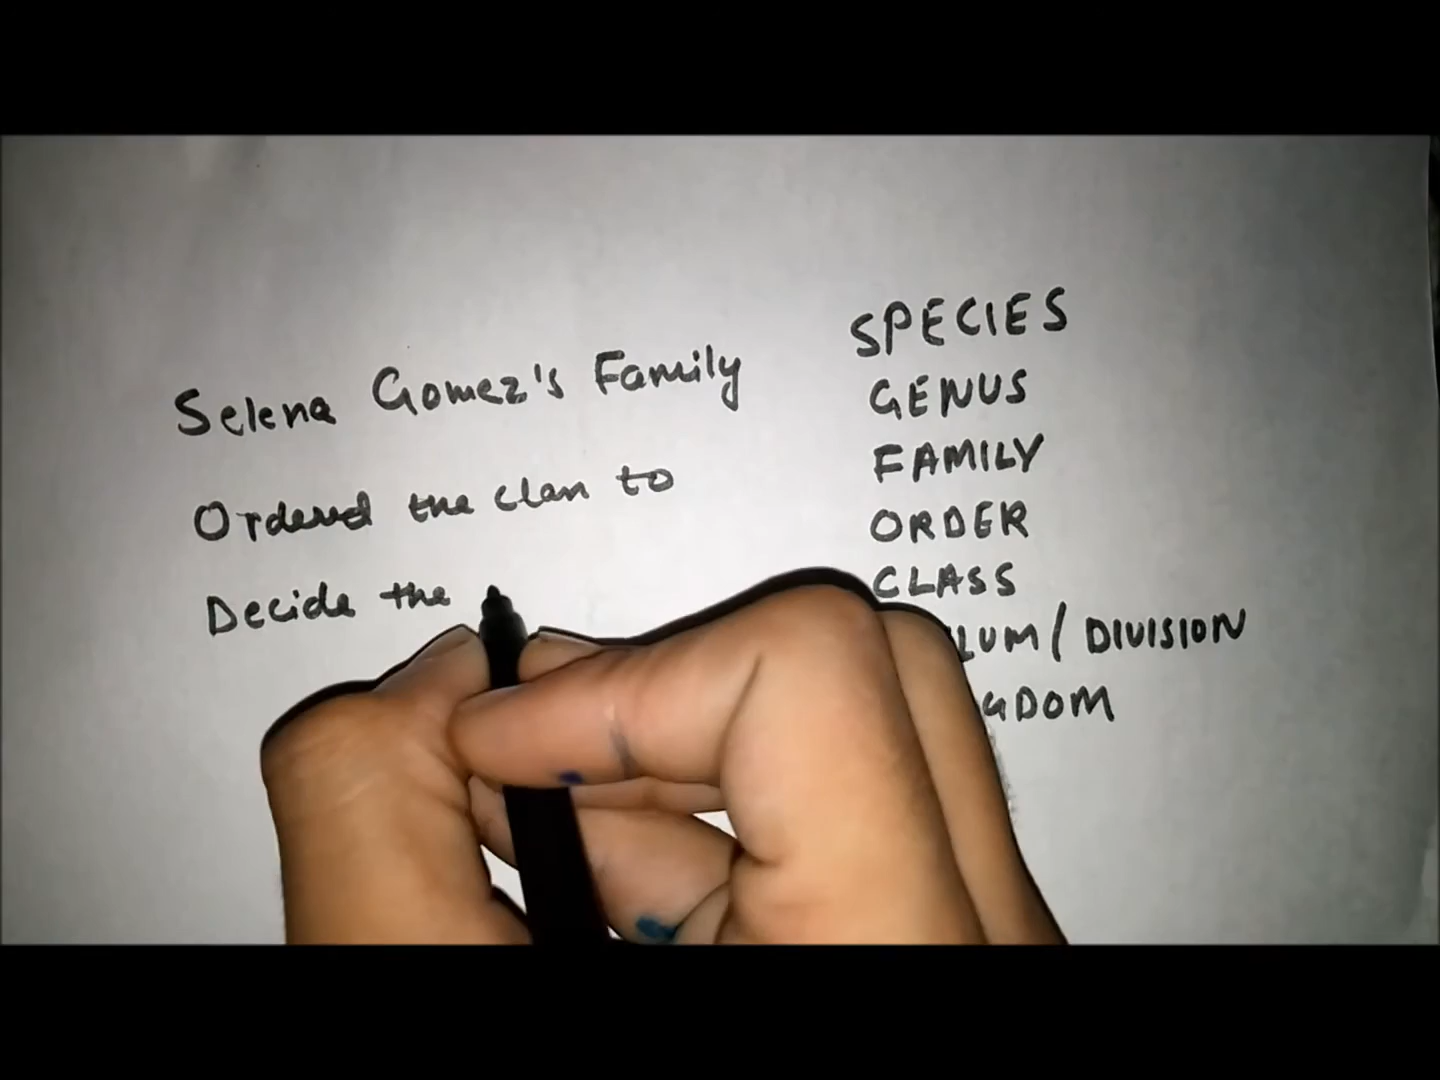 Selena Gomez's Family
Ordered the clan to
Decide the
SPECIES
GENUS
FAMILY
ORDER
CLASS
LUM / DIVISION
GDOM